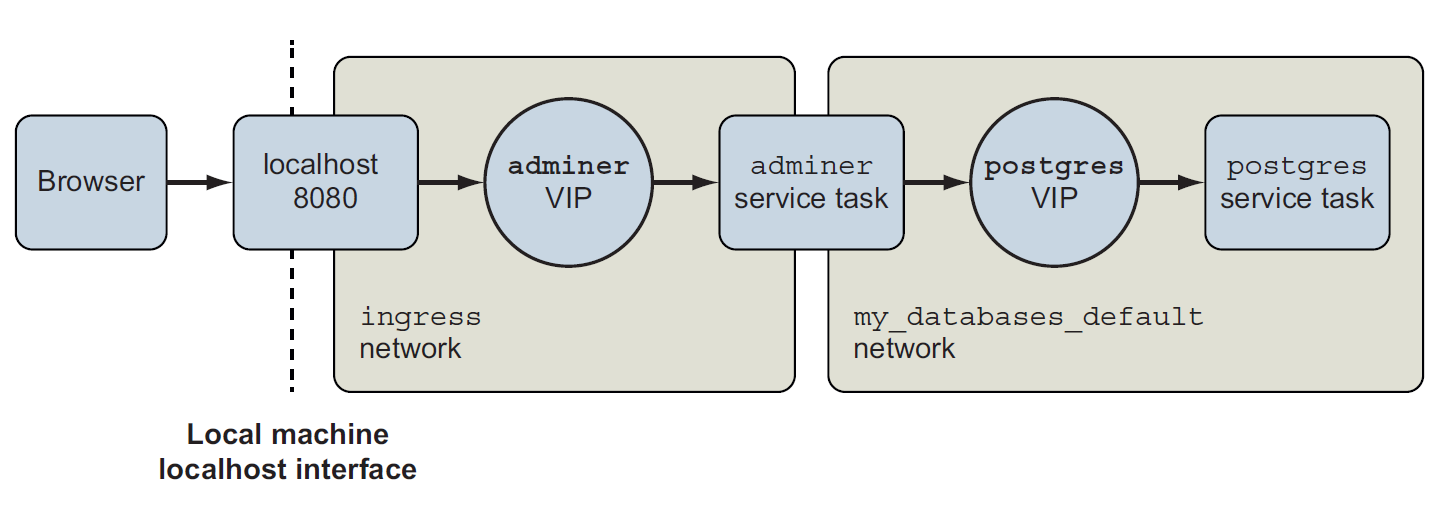 Browser
localhost
8080
adminer
VIP
adminer
service task
postgres
VIP
postgres
service task
ingress
network
my_databases_default
network
Local machine
localhost interface